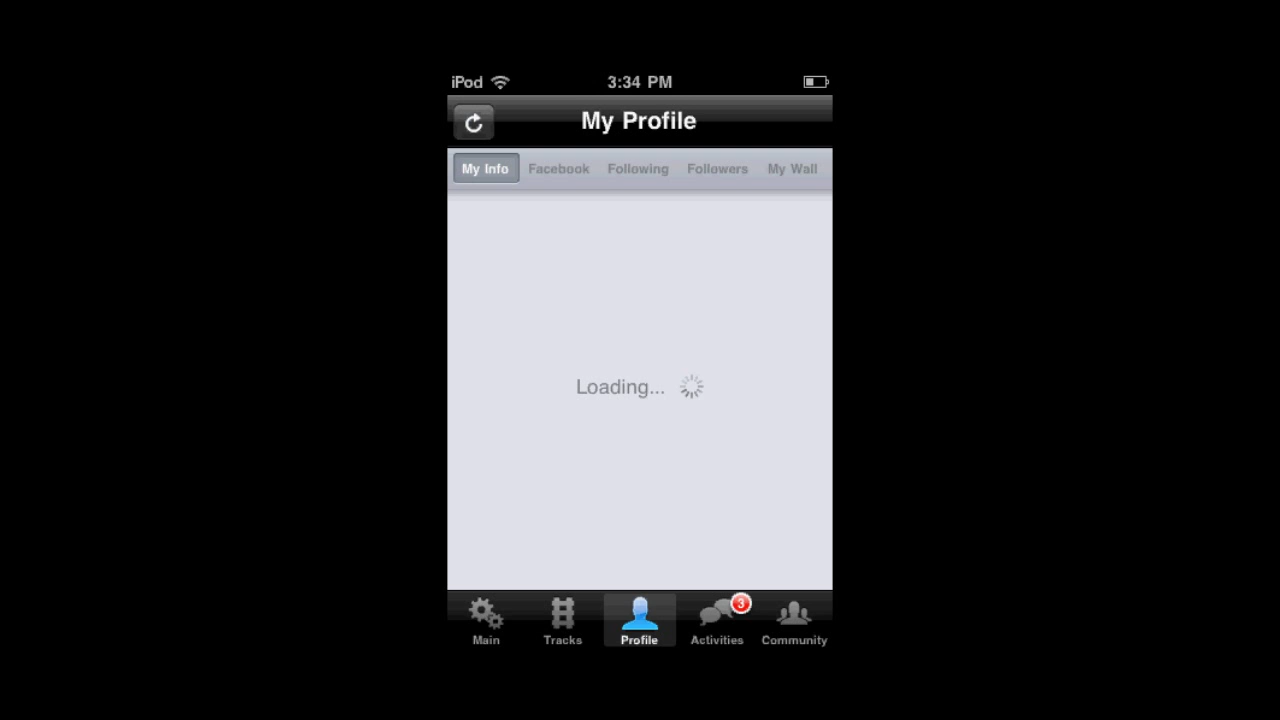 iPod 3:34 PM
My Profile
My Info Facebook Following Followers My Wall
Loading...
3
Main Tracks Profile Activities Community